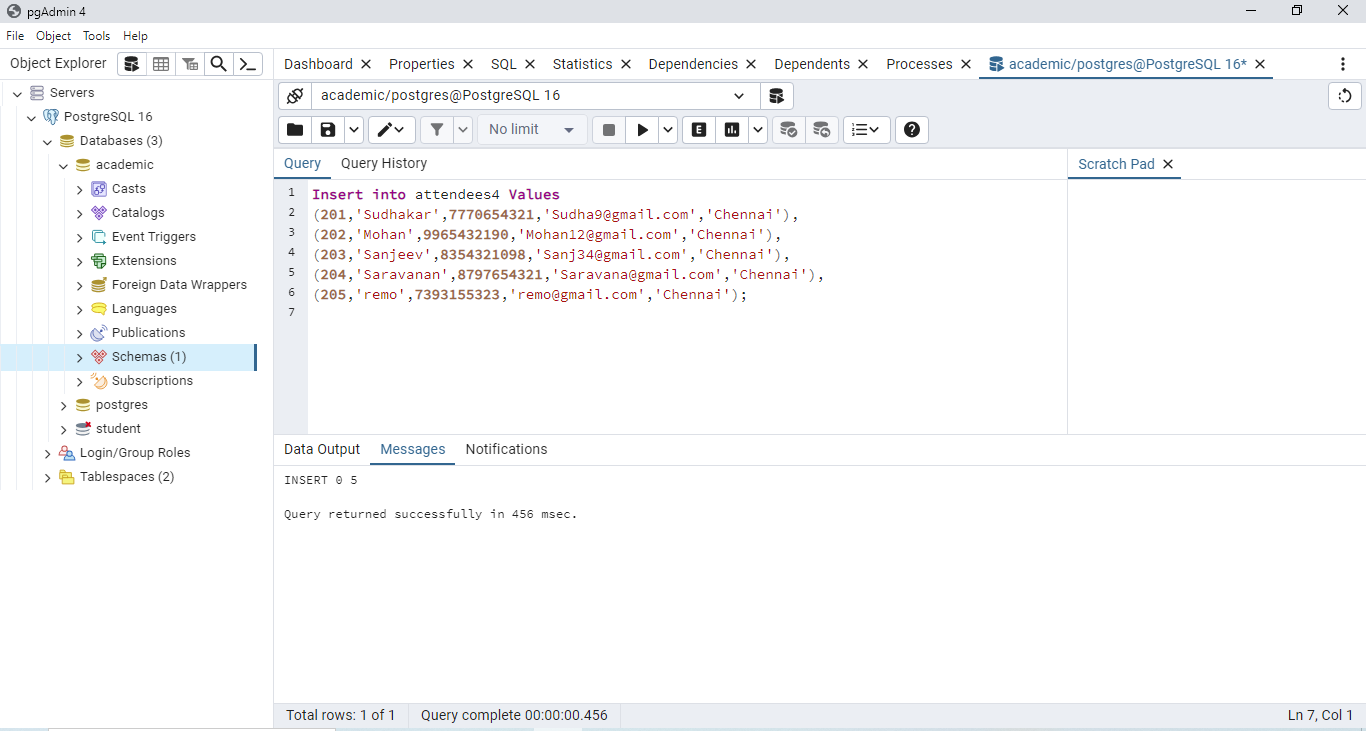 pgAdmin 4
File Object Tools Help
Object Explorer
Dashboard Properties SQL Statistics Dependencies Dependents Processes academic/postgres@PostgreSQL 16*
Servers
PostgreSQL 16
Databases (3)
academic
Casts
Catalogs
Event Triggers
Extensions
Foreign Data Wrappers
Languages
Publications
Schemas (1)
Subscriptions
postgres
student
Login/Group Roles
Tablespaces (2)
academic/postgres@PostgreSQL 16
No limit
E
Query Query History
Scratch Pad
1 Insert into attendees4 Values
2 (201,'Sudhakar',7770654321,'Sudha9@gmail.com','Chennai'),
3 (202,'Mohan',9965432190,'Mohan12@gmail.com','Chennai'),
4 (203,'Sanjeev',8354321098,'Sanj34@gmail.com','Chennai'),
5 (204,'Saravanan',8797654321,'Saravana@gmail.com','Chennai'),
6 (205,'remo',7393155323,'remo@gmail.com','Chennai');
7
Data Output Messages Notifications
INSERT 0 5
Query returned successfully in 456 msec.
Total rows: 1 of 1 Query complete 00:00:00.456 Ln 7, Col 1